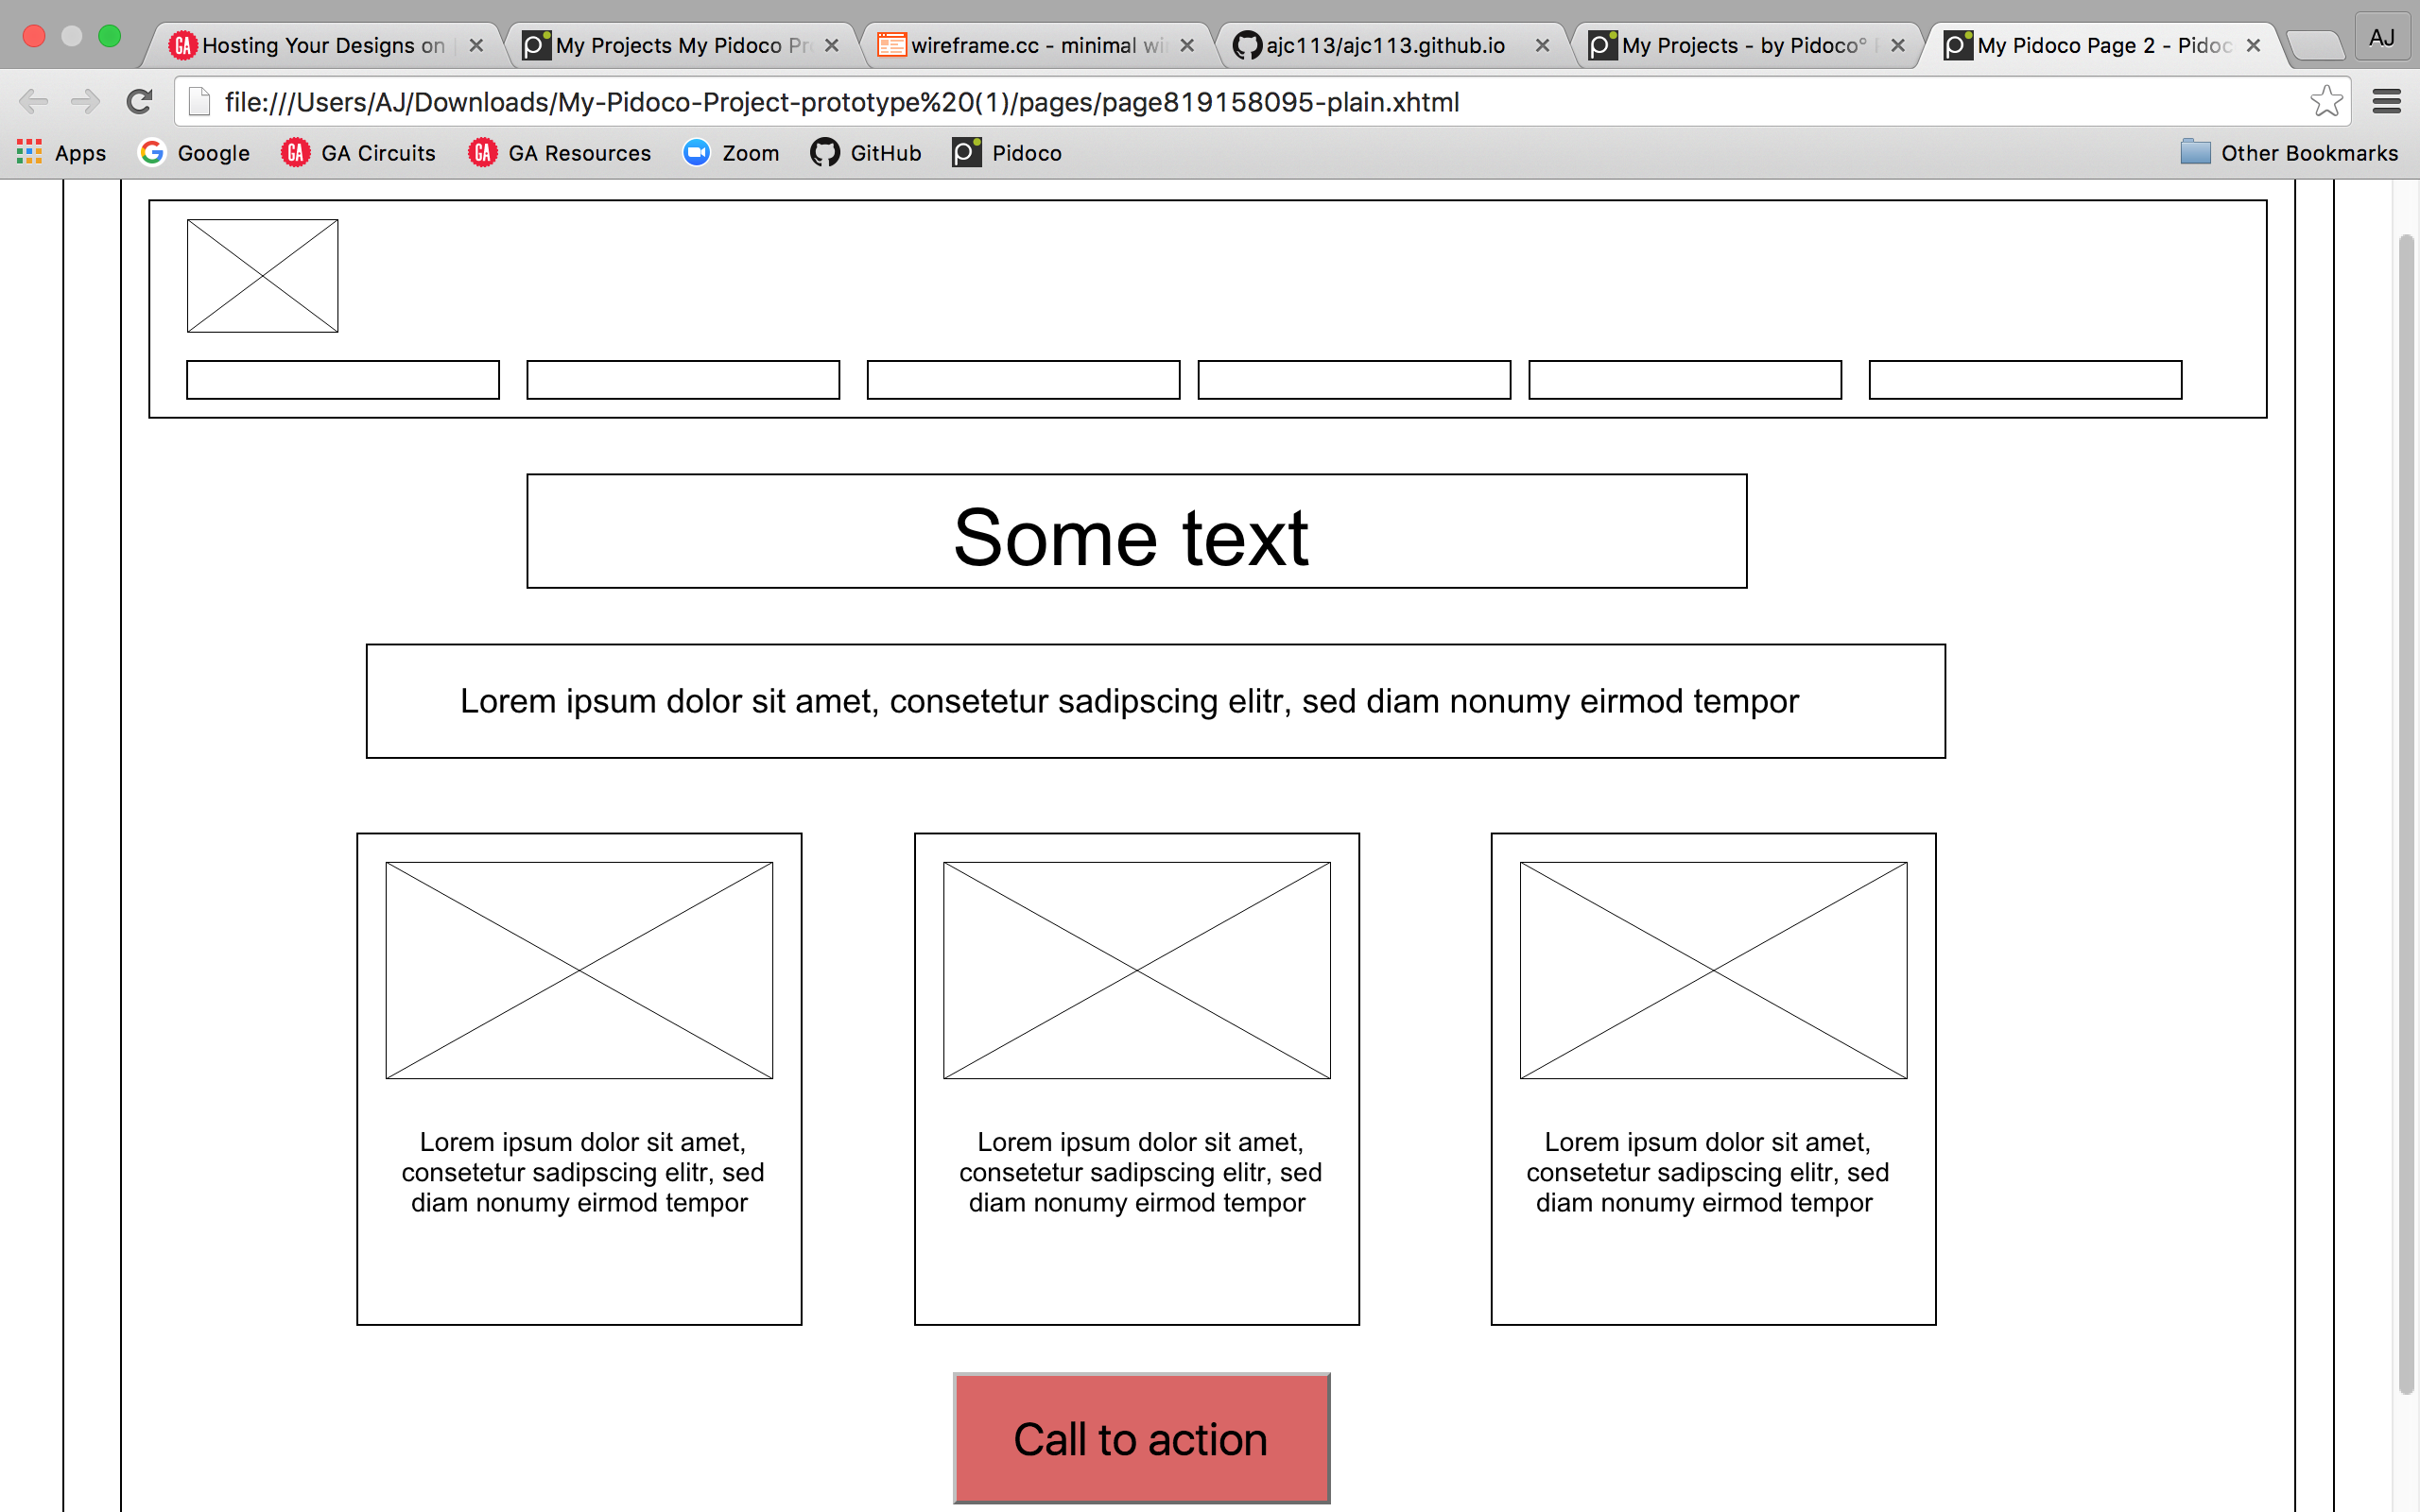 Hosting Your Designs on
My Projects My Pidoco Pr
wireframe.cc - minimal wi
ajc113/ajc113.github.io
My Projects - by Pidoco°
My Pidoco Page 2 - Pidoc
AJ
file:///Users/AJ/Downloads/My-Pidoco-Project-prototype%20(1)/pages/page819158095-plain.xhtml
Apps
Google
GA GA Circuits
GA GA Resources
Zoom
GitHub
Pidoco
Other Bookmarks
Some text
Lorem ipsum dolor sit amet, consetetur sadipscing elitr, sed diam nonumy eirmod tempor
Lorem ipsum dolor sit amet,
consetetur sadipscing elitr, sed
diam nonumy eirmod tempor
Lorem ipsum dolor sit amet,
consetetur sadipscing elitr, sed
diam nonumy eirmod tempor
Lorem ipsum dolor sit amet,
consetetur sadipscing elitr, sed
diam nonumy eirmod tempor
Call to action